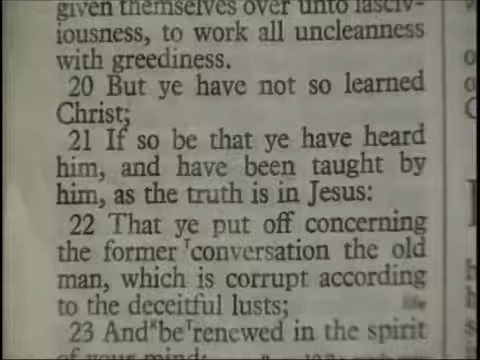 given themselves over unto lasciv-
iousness, to work all uncleanness
with greediness.
20 But ye have not so learned
Christ;
21 If so be that ye have heard
him, and have been taught by
him, as the truth is in Jesus:
22 That ye put off concerning
the former conversation the old
man, which is corrupt according
to the deceitful lusts;
23 And be renewed in the spirit
of your mind;